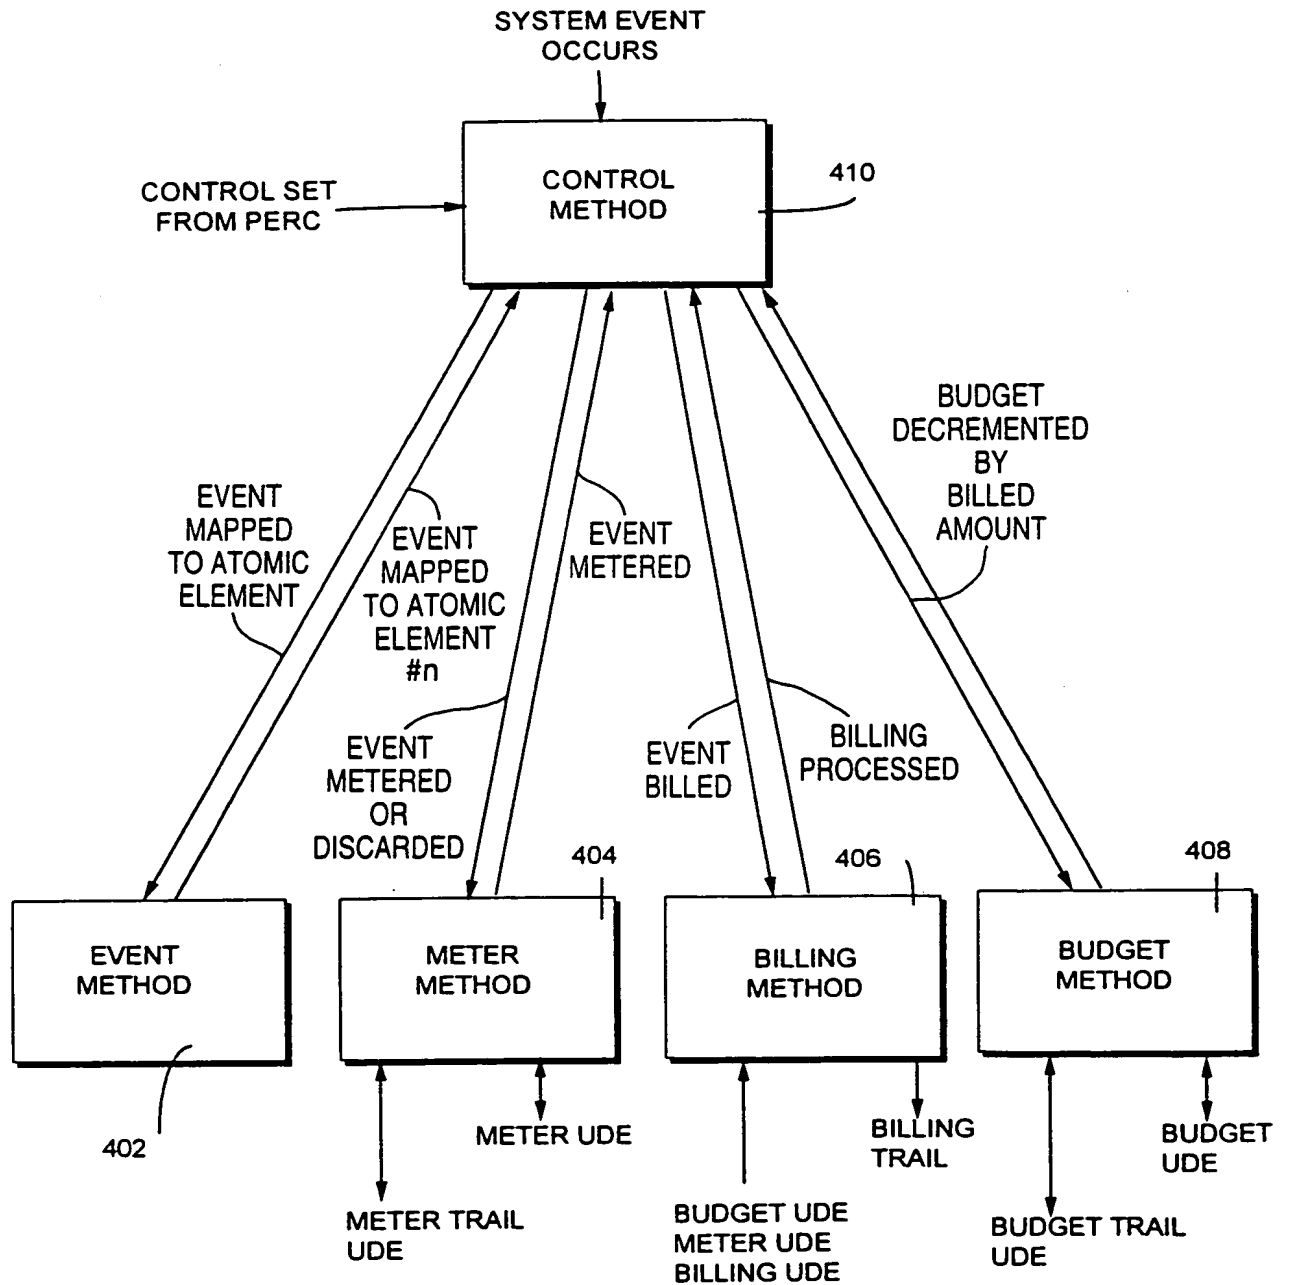 SYSTEM EVENT
OCCURS
CONTROL
METHOD
410
CONTROL SET
FROM PERC
BUDGET
DECREMENTED
BY
BILLED
AMOUNT
EVENT
MAPPED
TO ATOMIC
ELEMENT
EVENT
MAPPED
TO ATOMIC
ELEMENT
#n
EVENT
METERED
EVENT
METERED
OR
DISCARDED
EVENT
BILLED
BILLING
PROCESSED
404
406
408
EVENT
METHOD
METER
METHOD
BILLING
METHOD
BUDGET
METHOD
402
METER UDE
METER TRAIL
UDE
BILLING
TRAIL
BUDGET UDE
METER UDE
BILLING UDE
BUDGET
UDE
BUDGET TRAIL
UDE